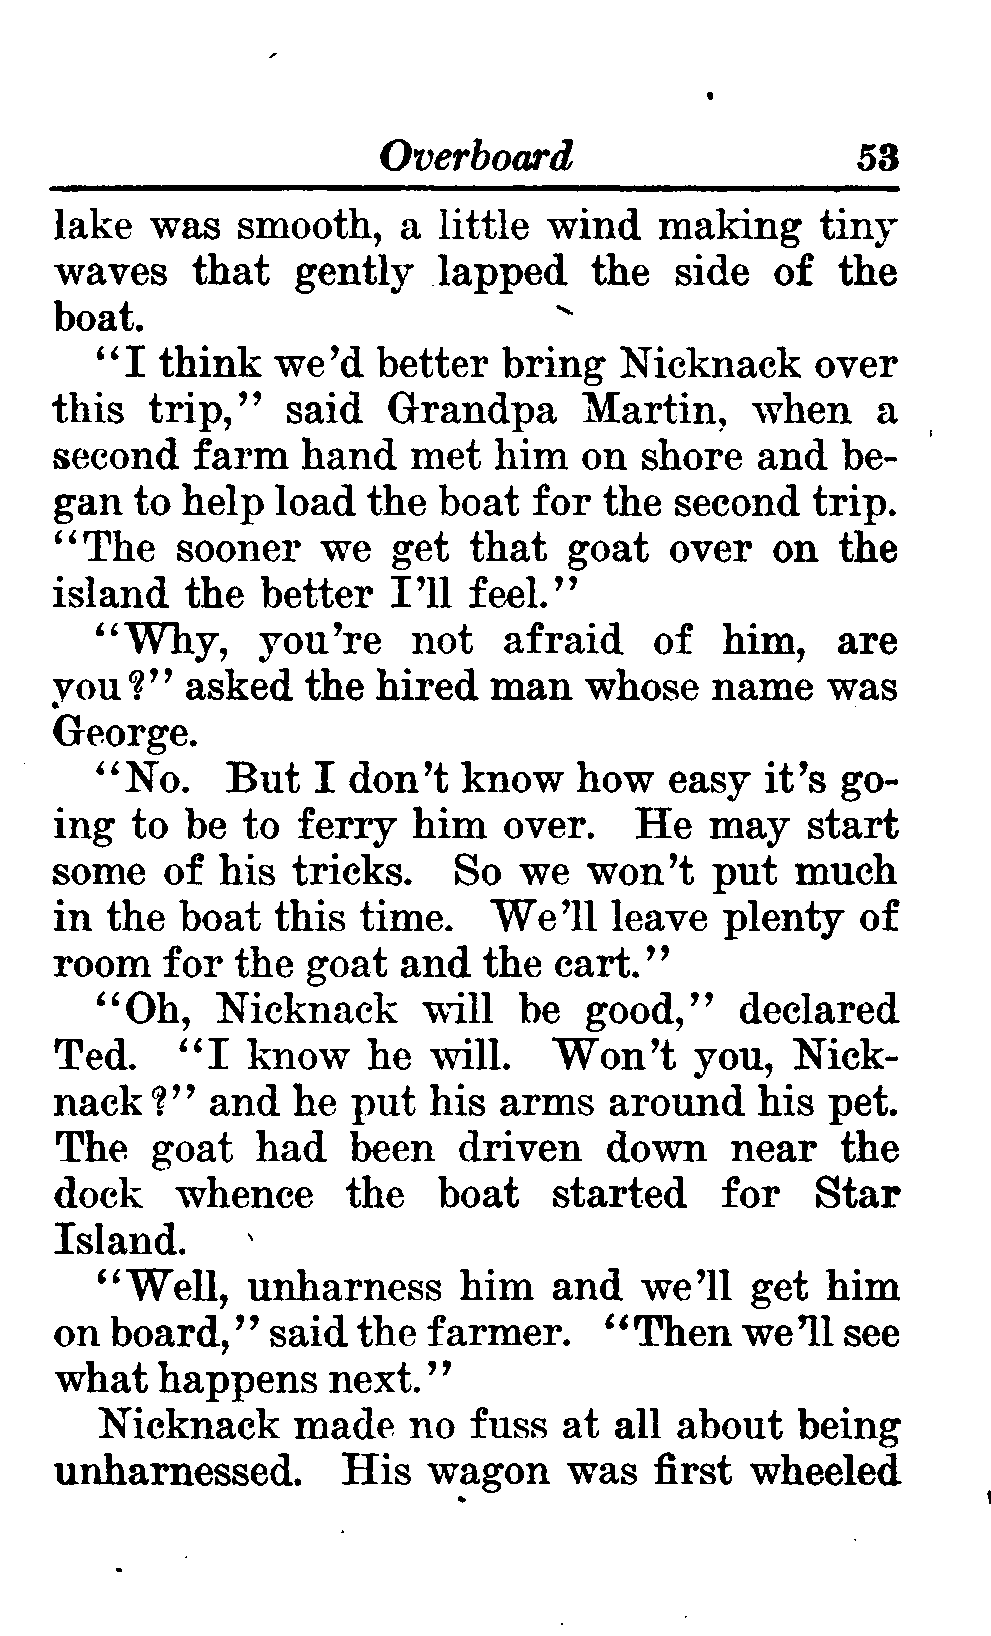 Overboard 53
lake was smooth, a little wind making tiny
waves that gently lapped the side of the
boat.
"I think we'd better bring Nicknack over
this trip," said Grandpa Martin, when a
second farm hand met him on shore and be-
gan to help load the boat for the second trip.
"The sooner we get that goat over on the
island the better I'll feel."
"Why, you're not afraid of him, are
you?" asked the hired man whose name was
George.
"No. But I don't know how easy it's go-
ing to be to ferry him over. He may start
some of his tricks. So we won't put much
in the boat this time. We'll leave plenty of
room for the goat and the cart."
"Oh, Nicknack will be good," declared
Ted. "I know he will. Won't you, Nick-
nack?" and he put his arms around his pet.
The goat had been driven down near the
dock whence the boat started for Star
Island.
"Well, unharness him and we'll get him
on board," said the farmer. "Then we'll see
what happens next."
Nicknack made no fuss at all about being
unharnessed. His wagon was first wheeled